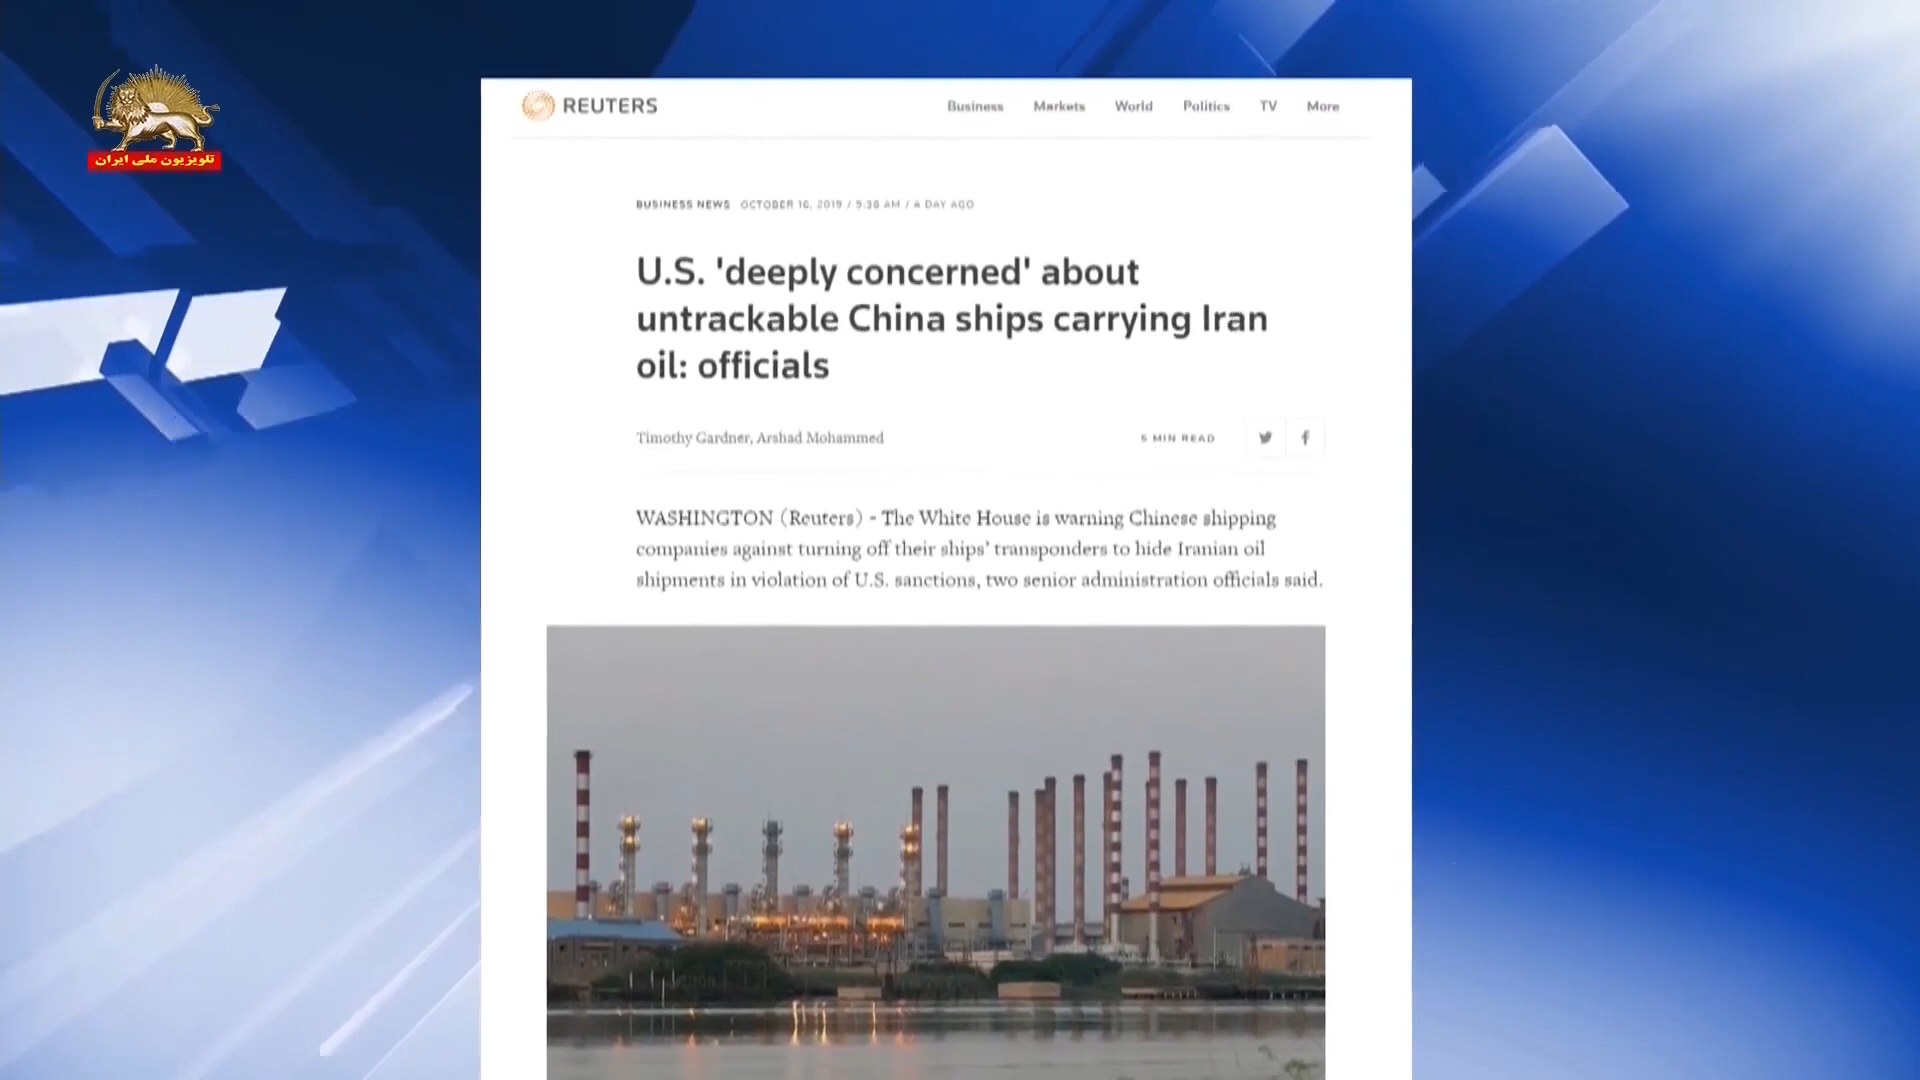 تلویزیون ملی ایران
REUTERS
Business Markets World Politics TV More
BUSINESS NEWS OCTOBER 16, 2019 / 9:36 AM / A DAY AGO
U.S. 'deeply concerned' about
untrackable China ships carrying Iran
oil: officials
Timothy Gardner, Arshad Mohammed
5 MIN READ
WASHINGTON (Reuters) - The White House is warning Chinese shipping
companies against turning off their ships’ transponders to hide Iranian oil
shipments in violation of U.S. sanctions, two senior administration officials said.